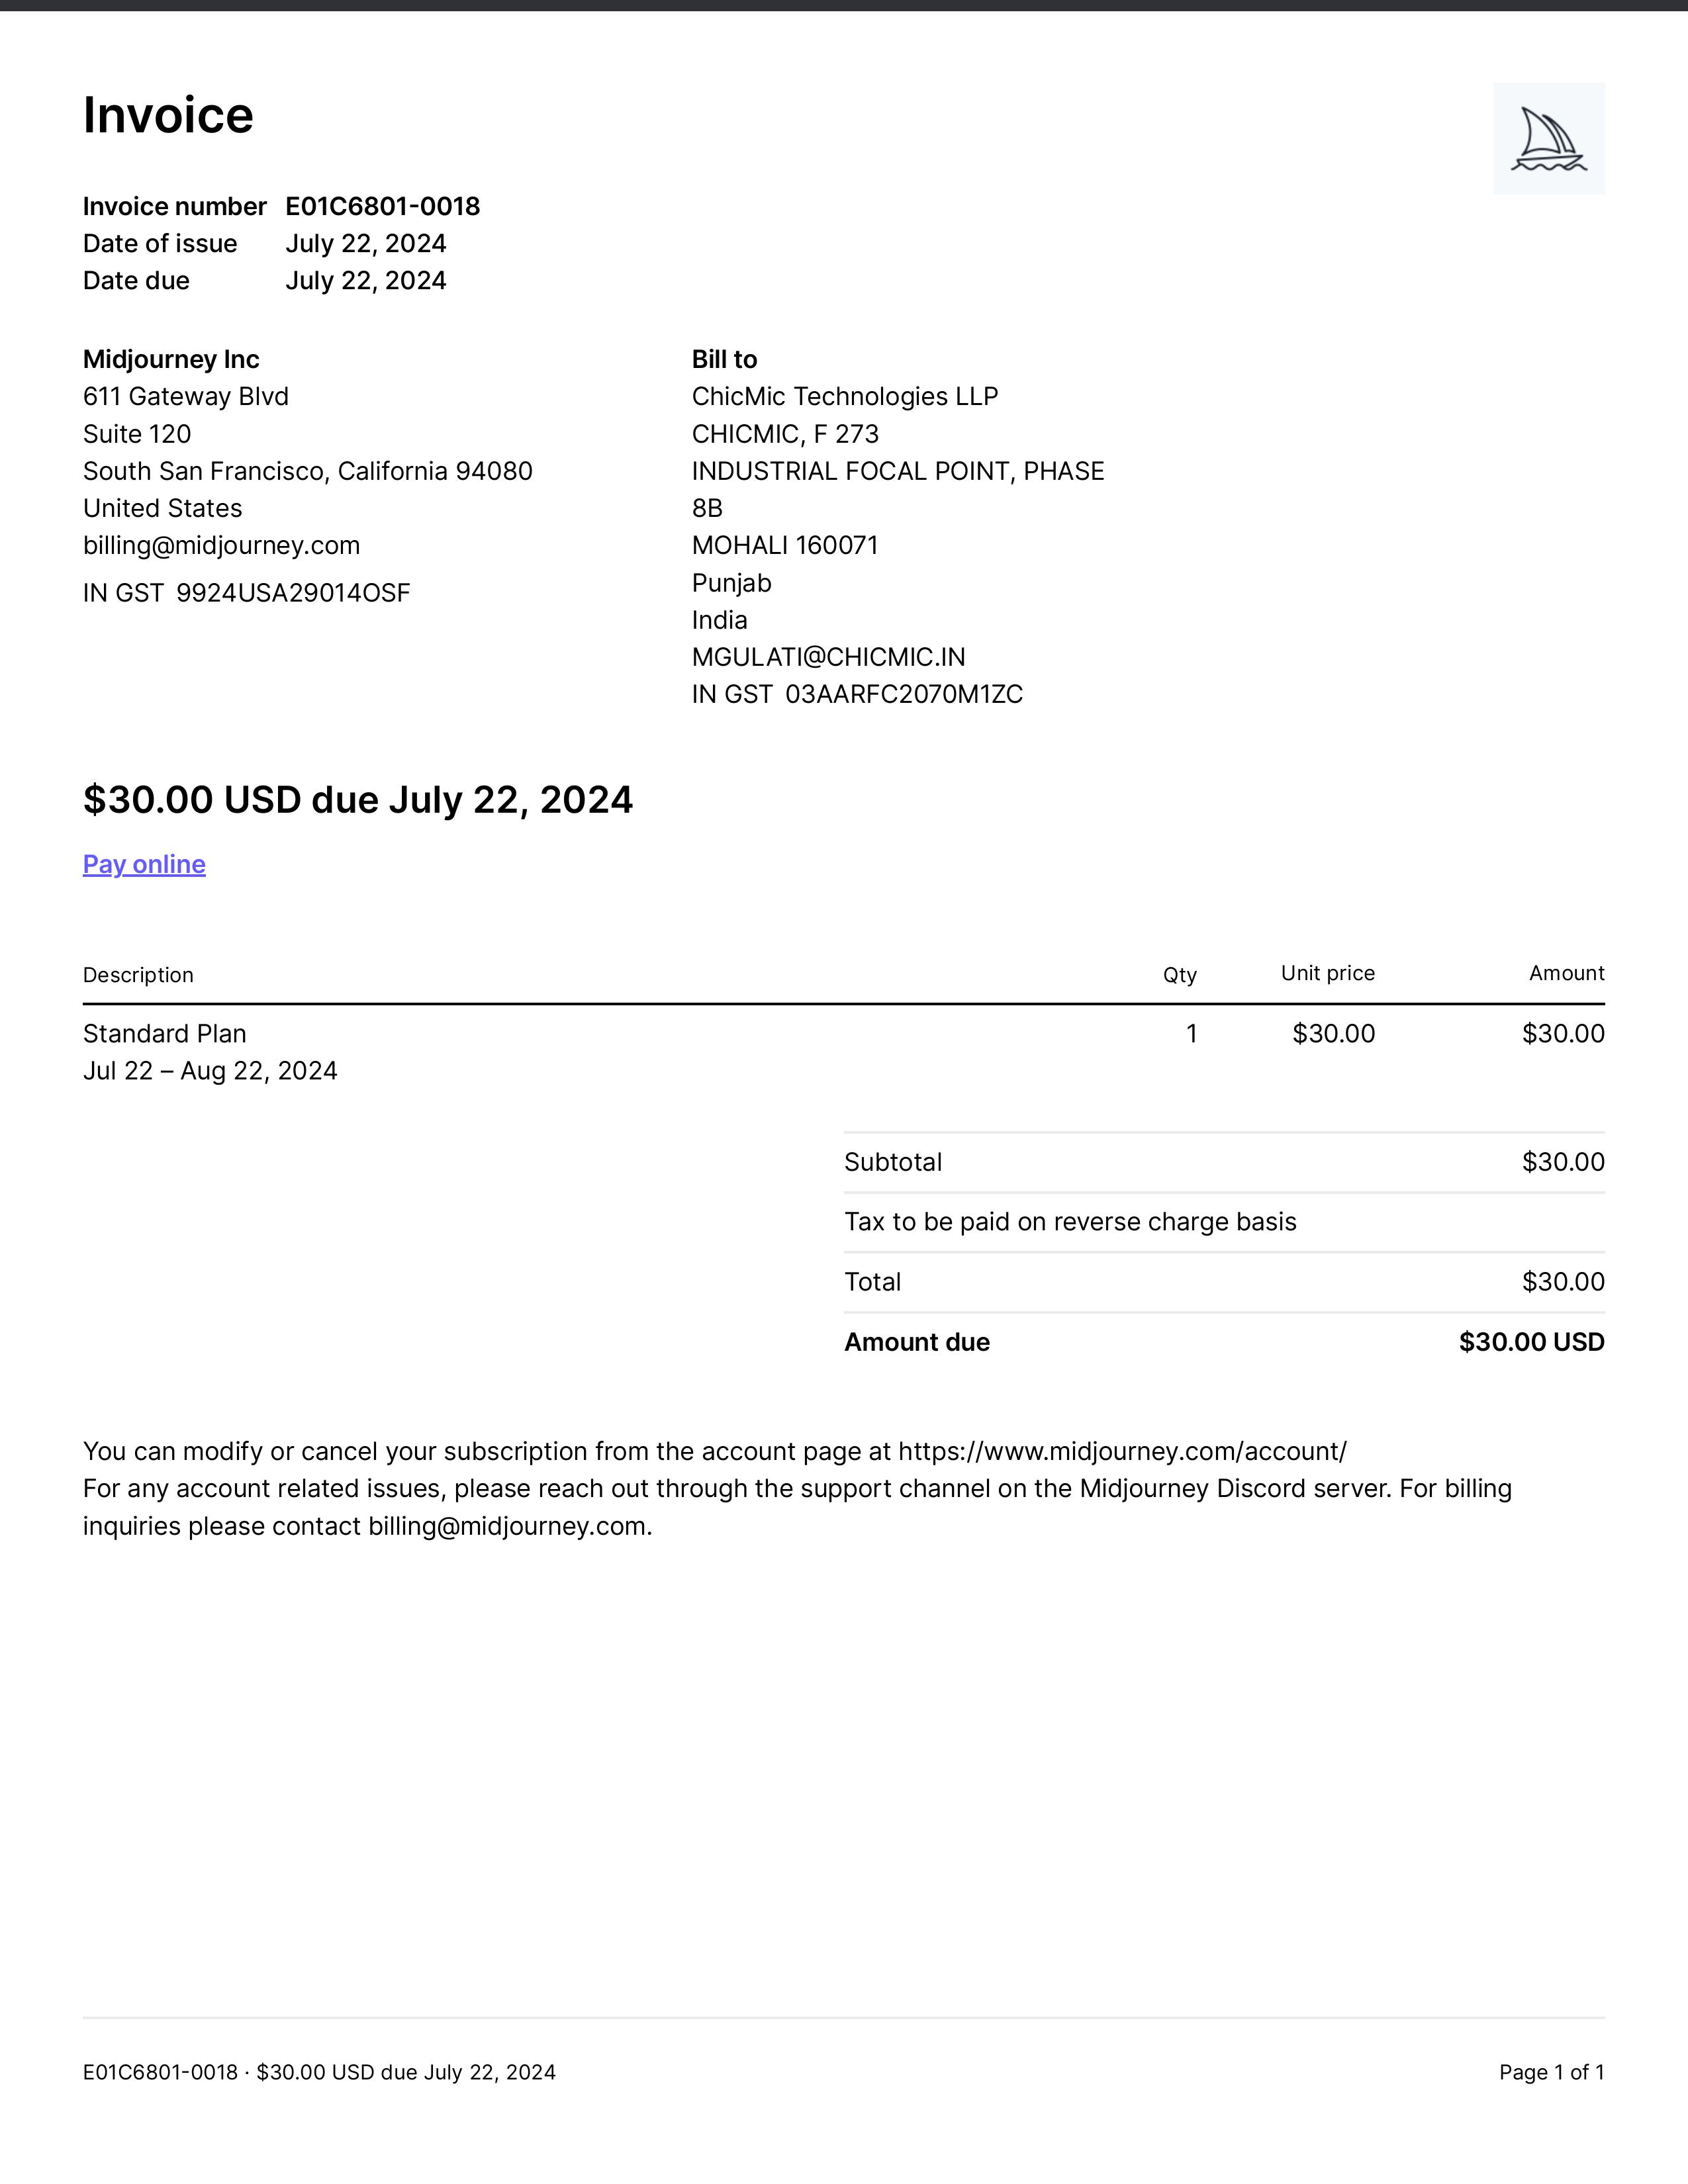 Invoice
Invoice number E01C6801-0018
Date of issue July 22, 2024
Date due July 22, 2024
Midjourney Inc
611 Gateway Blvd
Suite 120
South San Francisco, California 94080
United States
billing@midjourney.com
IN GST 9924USA29014OSF
Bill to
ChicMic Technologies LLP
CHICMIC, F 273
INDUSTRIAL FOCAL POINT, PHASE
8B
MOHALI 160071
Punjab
India
MGULATI@CHICMIC.IN
IN GST 03AARFC2070M1ZC
$30.00 USD due July 22, 2024
Pay online
Description Qty Unit price Amount
Standard Plan 1 $30.00 $30.00
Jul 22 – Aug 22, 2024
Subtotal $30.00
Tax to be paid on reverse charge basis
Total $30.00
Amount due $30.00 USD
You can modify or cancel your subscription from the account page at https://www.midjourney.com/account/
For any account related issues, please reach out through the support channel on the Midjourney Discord server. For billing
inquiries please contact billing@midjourney.com.
E01C6801-0018 · $30.00 USD due July 22, 2024 Page 1 of 1